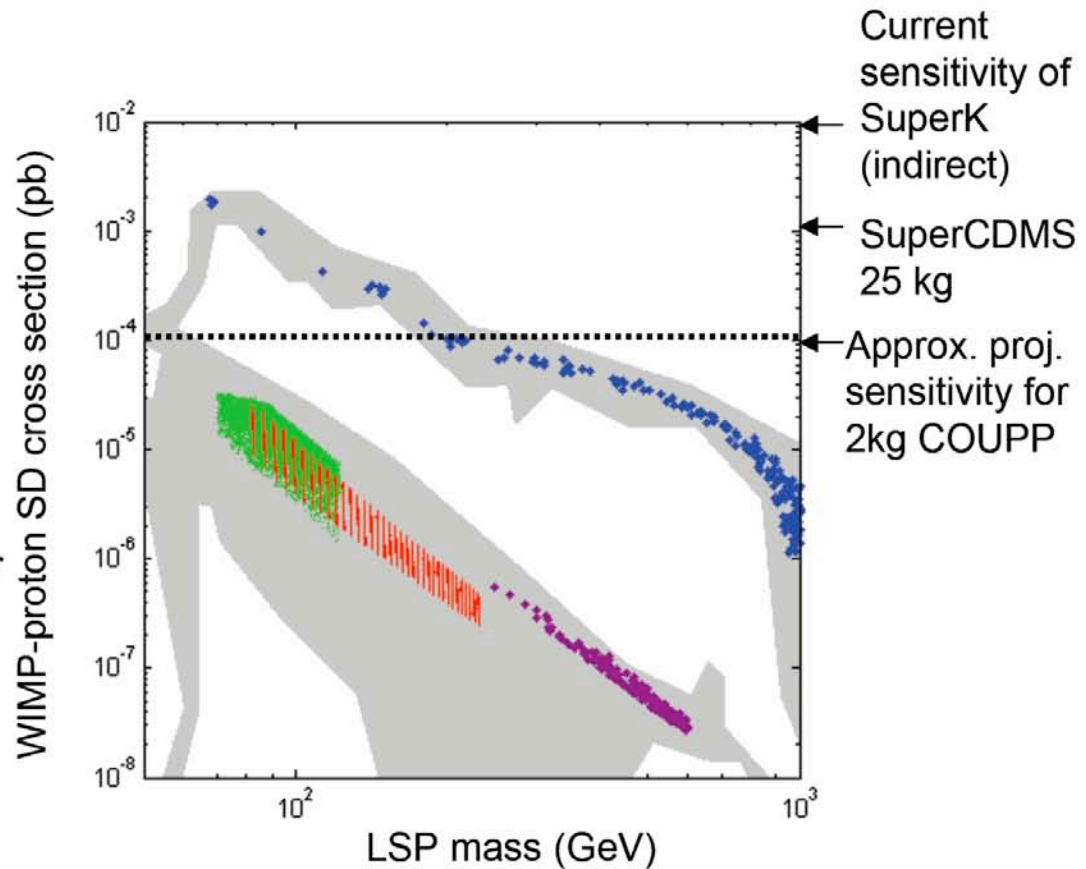 Current
sensitivity of
SuperK
(indirect)
SuperCDMS
25 kg
Approx. proj.
sensitivity for
2kg COUPP
WIMP-proton SD cross section (pb)
10-2
10-3
10-4
10-5
10-6
10-7
10-8
102
103
LSP mass (GeV)